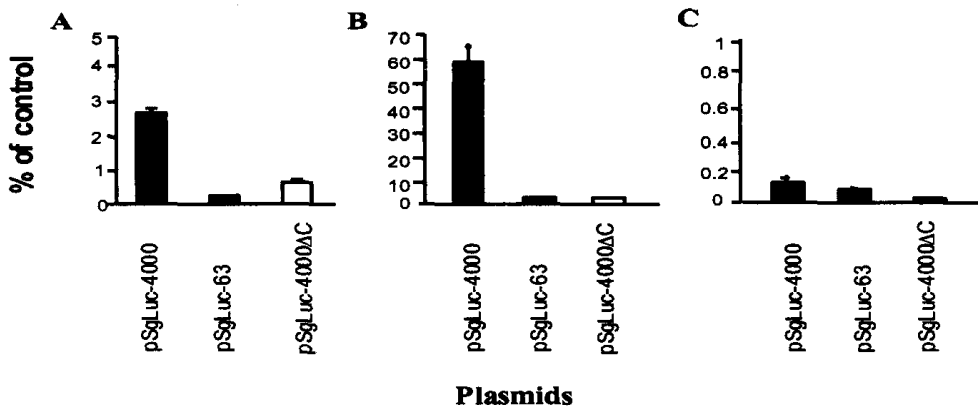 A
B
C
% of control
5
4
3
2
1
0
70
60
50
40
30
20
10
0
1
0.8
0.6
0.4
0.2
0
pSgLuc-4000
pSgLuc-63
pSgLuc-4000ΔC
pSgLuc-4000
pSgLuc-63
pSgLuc-4000ΔC
pSgLuc-4000
pSgLuc-63
pSgLuc-4000ΔC
Plasmids